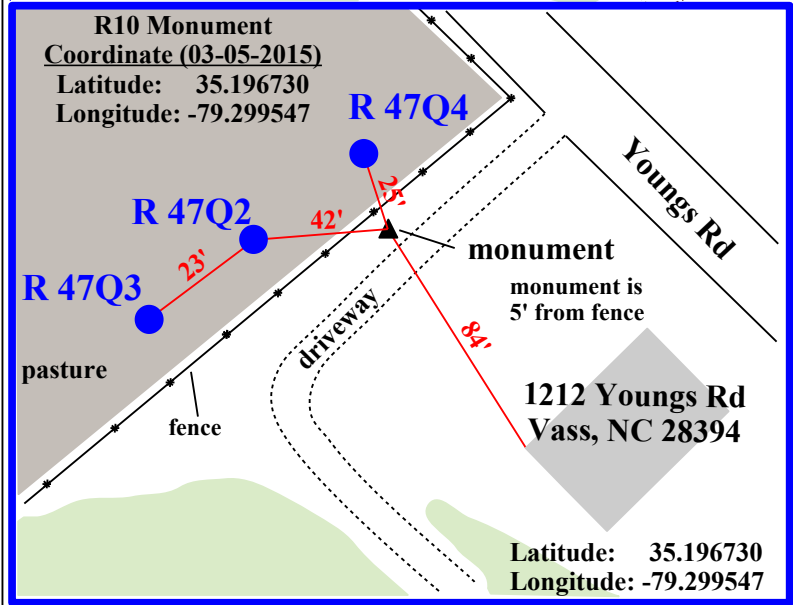 R10 Monument
Coordinate (03-05-2015)
Latitude: 35.196730
Longitude: -79.299547
R 47Q4
Youngs Rd
25'
R 47Q2
42'
monument
23'
monument is
5' from fence
R 47Q3
driveway
84'
pasture
fence
1212 Youngs Rd
Vass, NC 28394
Latitude: 35.196730
Longitude: -79.299547